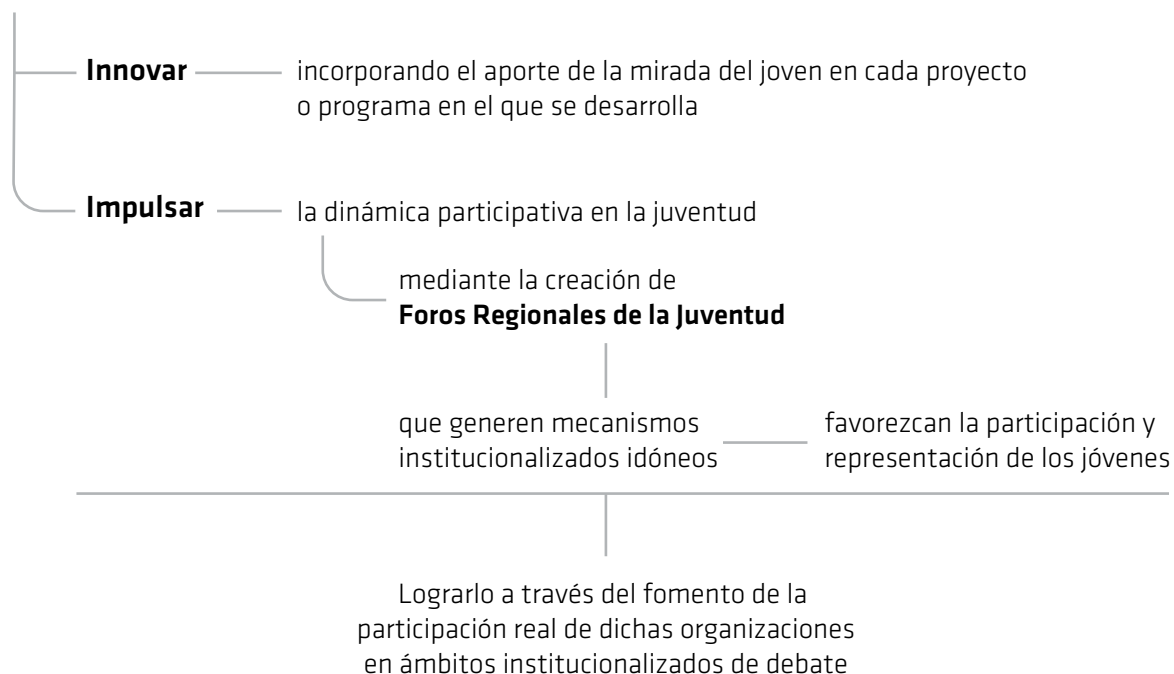 Innovar
incorporando el aporte de la mirada del joven en cada proyecto
o programa en el que se desarrolla
Impulsar
la dinámica participativa en la juventud
mediante la creación de
Foros Regionales de la Juventud
que generen mecanismos
institucionalizados idóneos
favorezcan la participación y
representación de los jóvenes
Lograrlo a través del fomento de la
participación real de dichas organizaciones
en ámbitos institucionalizados de debate